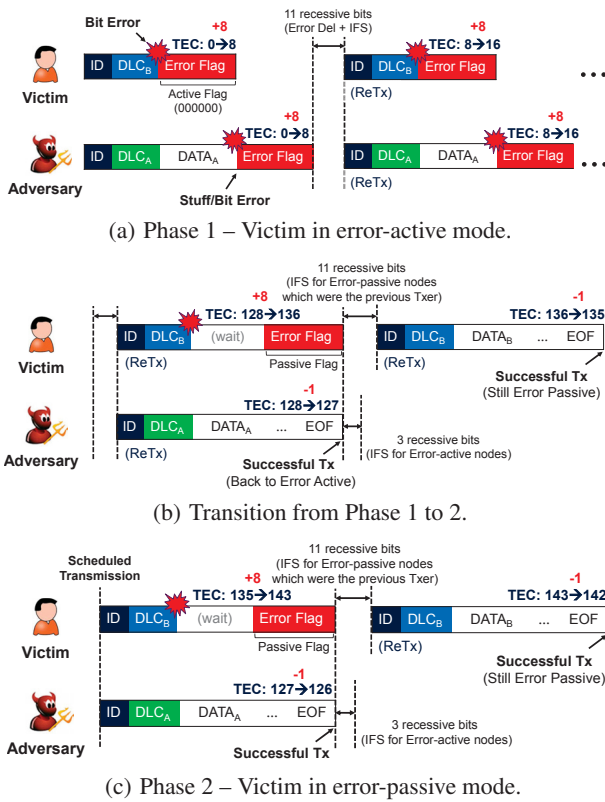 Bit Error
+8
TEC: 0→8
11 recessive bits
(Error Del + IFS)
+8
TEC: 8→16
ID DLC_B Error Flag
ID DLC_B Error Flag
Victim
Active Flag
(000000)
(ReTx)
...
+8
TEC: 0→8
+8
TEC: 8→16
ID DLC_A DATA_A Error Flag
ID DLC_A DATA_A Error Flag
Adversary
Stuff/Bit Error
(ReTx)
...
(a) Phase 1 – Victim in error-active mode.
11 recessive bits
(IFS for Error-passive nodes
which were the previous Txer)
+8
TEC: 128→136
-1
TEC: 136→135
ID DLC_B (wait) Error Flag
ID DLC_B DATA_B ... EOF
Victim
(ReTx)
Passive Flag
(ReTx)
Successful Tx
(Still Error Passive)
-1
TEC: 128→127
ID DLC_A DATA_A ... EOF
Adversary
(ReTx)
Successful Tx
(Back to Error Active)
3 recessive bits
(IFS for Error-active nodes)
(b) Transition from Phase 1 to 2.
Scheduled
Transmission
11 recessive bits
(IFS for Error-passive nodes
which were the previous Txer)
+8
TEC: 135→143
-1
TEC: 143→142
ID DLC_B (wait) Error Flag
ID DLC_B DATA_B ... EOF
Victim
Passive Flag
(ReTx)
Successful Tx
(Still Error Passive)
-1
TEC: 127→126
ID DLC_A DATA_A ... EOF
Adversary
Successful Tx
3 recessive bits
(IFS for Error-active nodes)
(c) Phase 2 – Victim in error-passive mode.